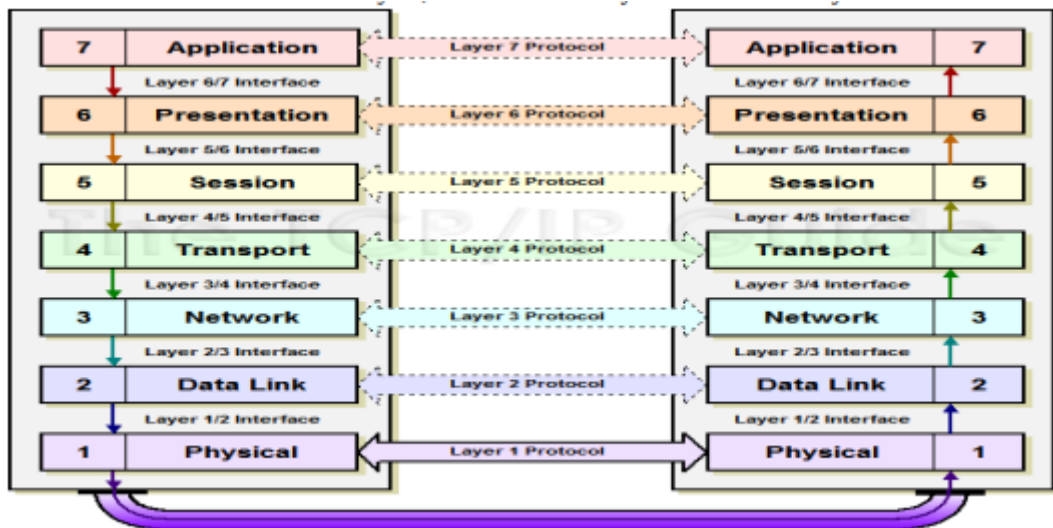 7 Application Layer 7 Protocol Application 7
Layer 6/7 Interface Layer 6/7 Interface
6 Presentation Layer 6 Protocol Presentation 6
Layer 5/6 Interface Layer 5/6 Interface
5 Session Layer 5 Protocol Session 5
Layer 4/5 Interface Layer 4/5 Interface
The TCP/IP Guide
4 Transport Layer 4 Protocol Transport 4
Layer 3/4 Interface Layer 3/4 Interface
3 Network Layer 3 Protocol Network 3
Layer 2/3 Interface Layer 2/3 Interface
2 Data Link Layer 2 Protocol Data Link 2
Layer 1/2 Interface Layer 1/2 Interface
1 Physical Layer 1 Protocol Physical 1